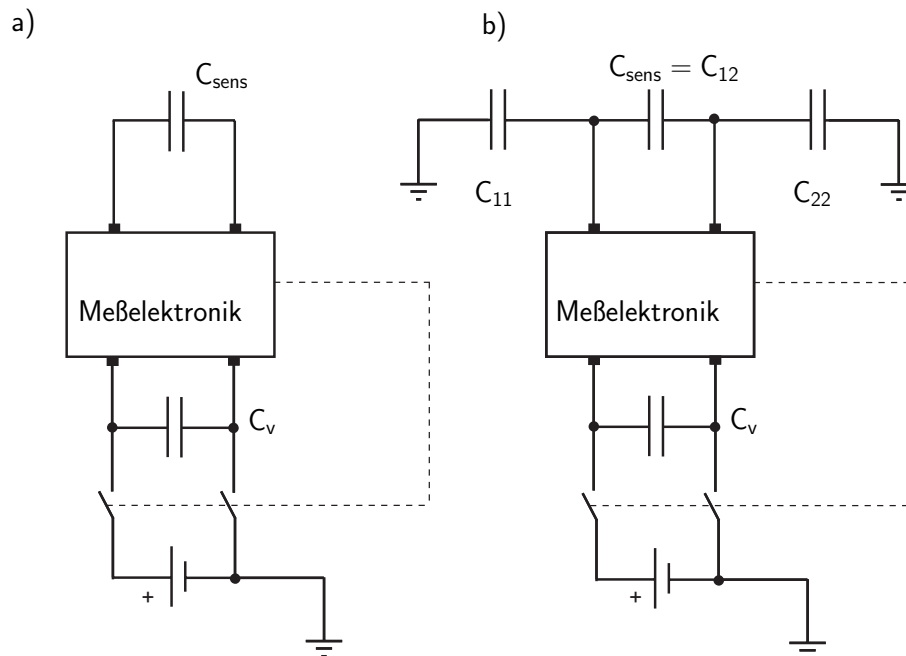 a)
b)
C_sens
C_sens = C_12
C_11
C_22
Meßelektronik
Meßelektronik
C_v
C_v
+
+